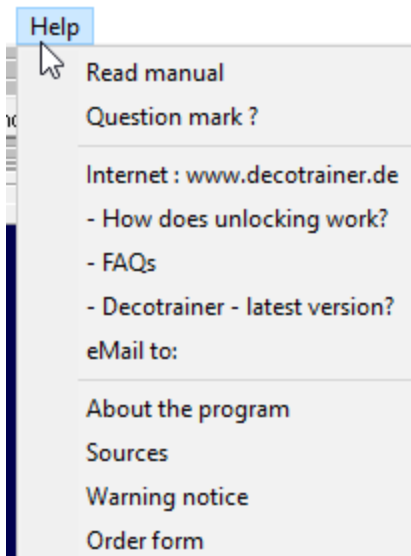 Help
Read manual
Question mark ?
Internet : www.decotrainer.de
- How does unlocking work?
- FAQs
- Decotrainer - latest version?
eMail to:
About the program
Sources
Warning notice
Order form